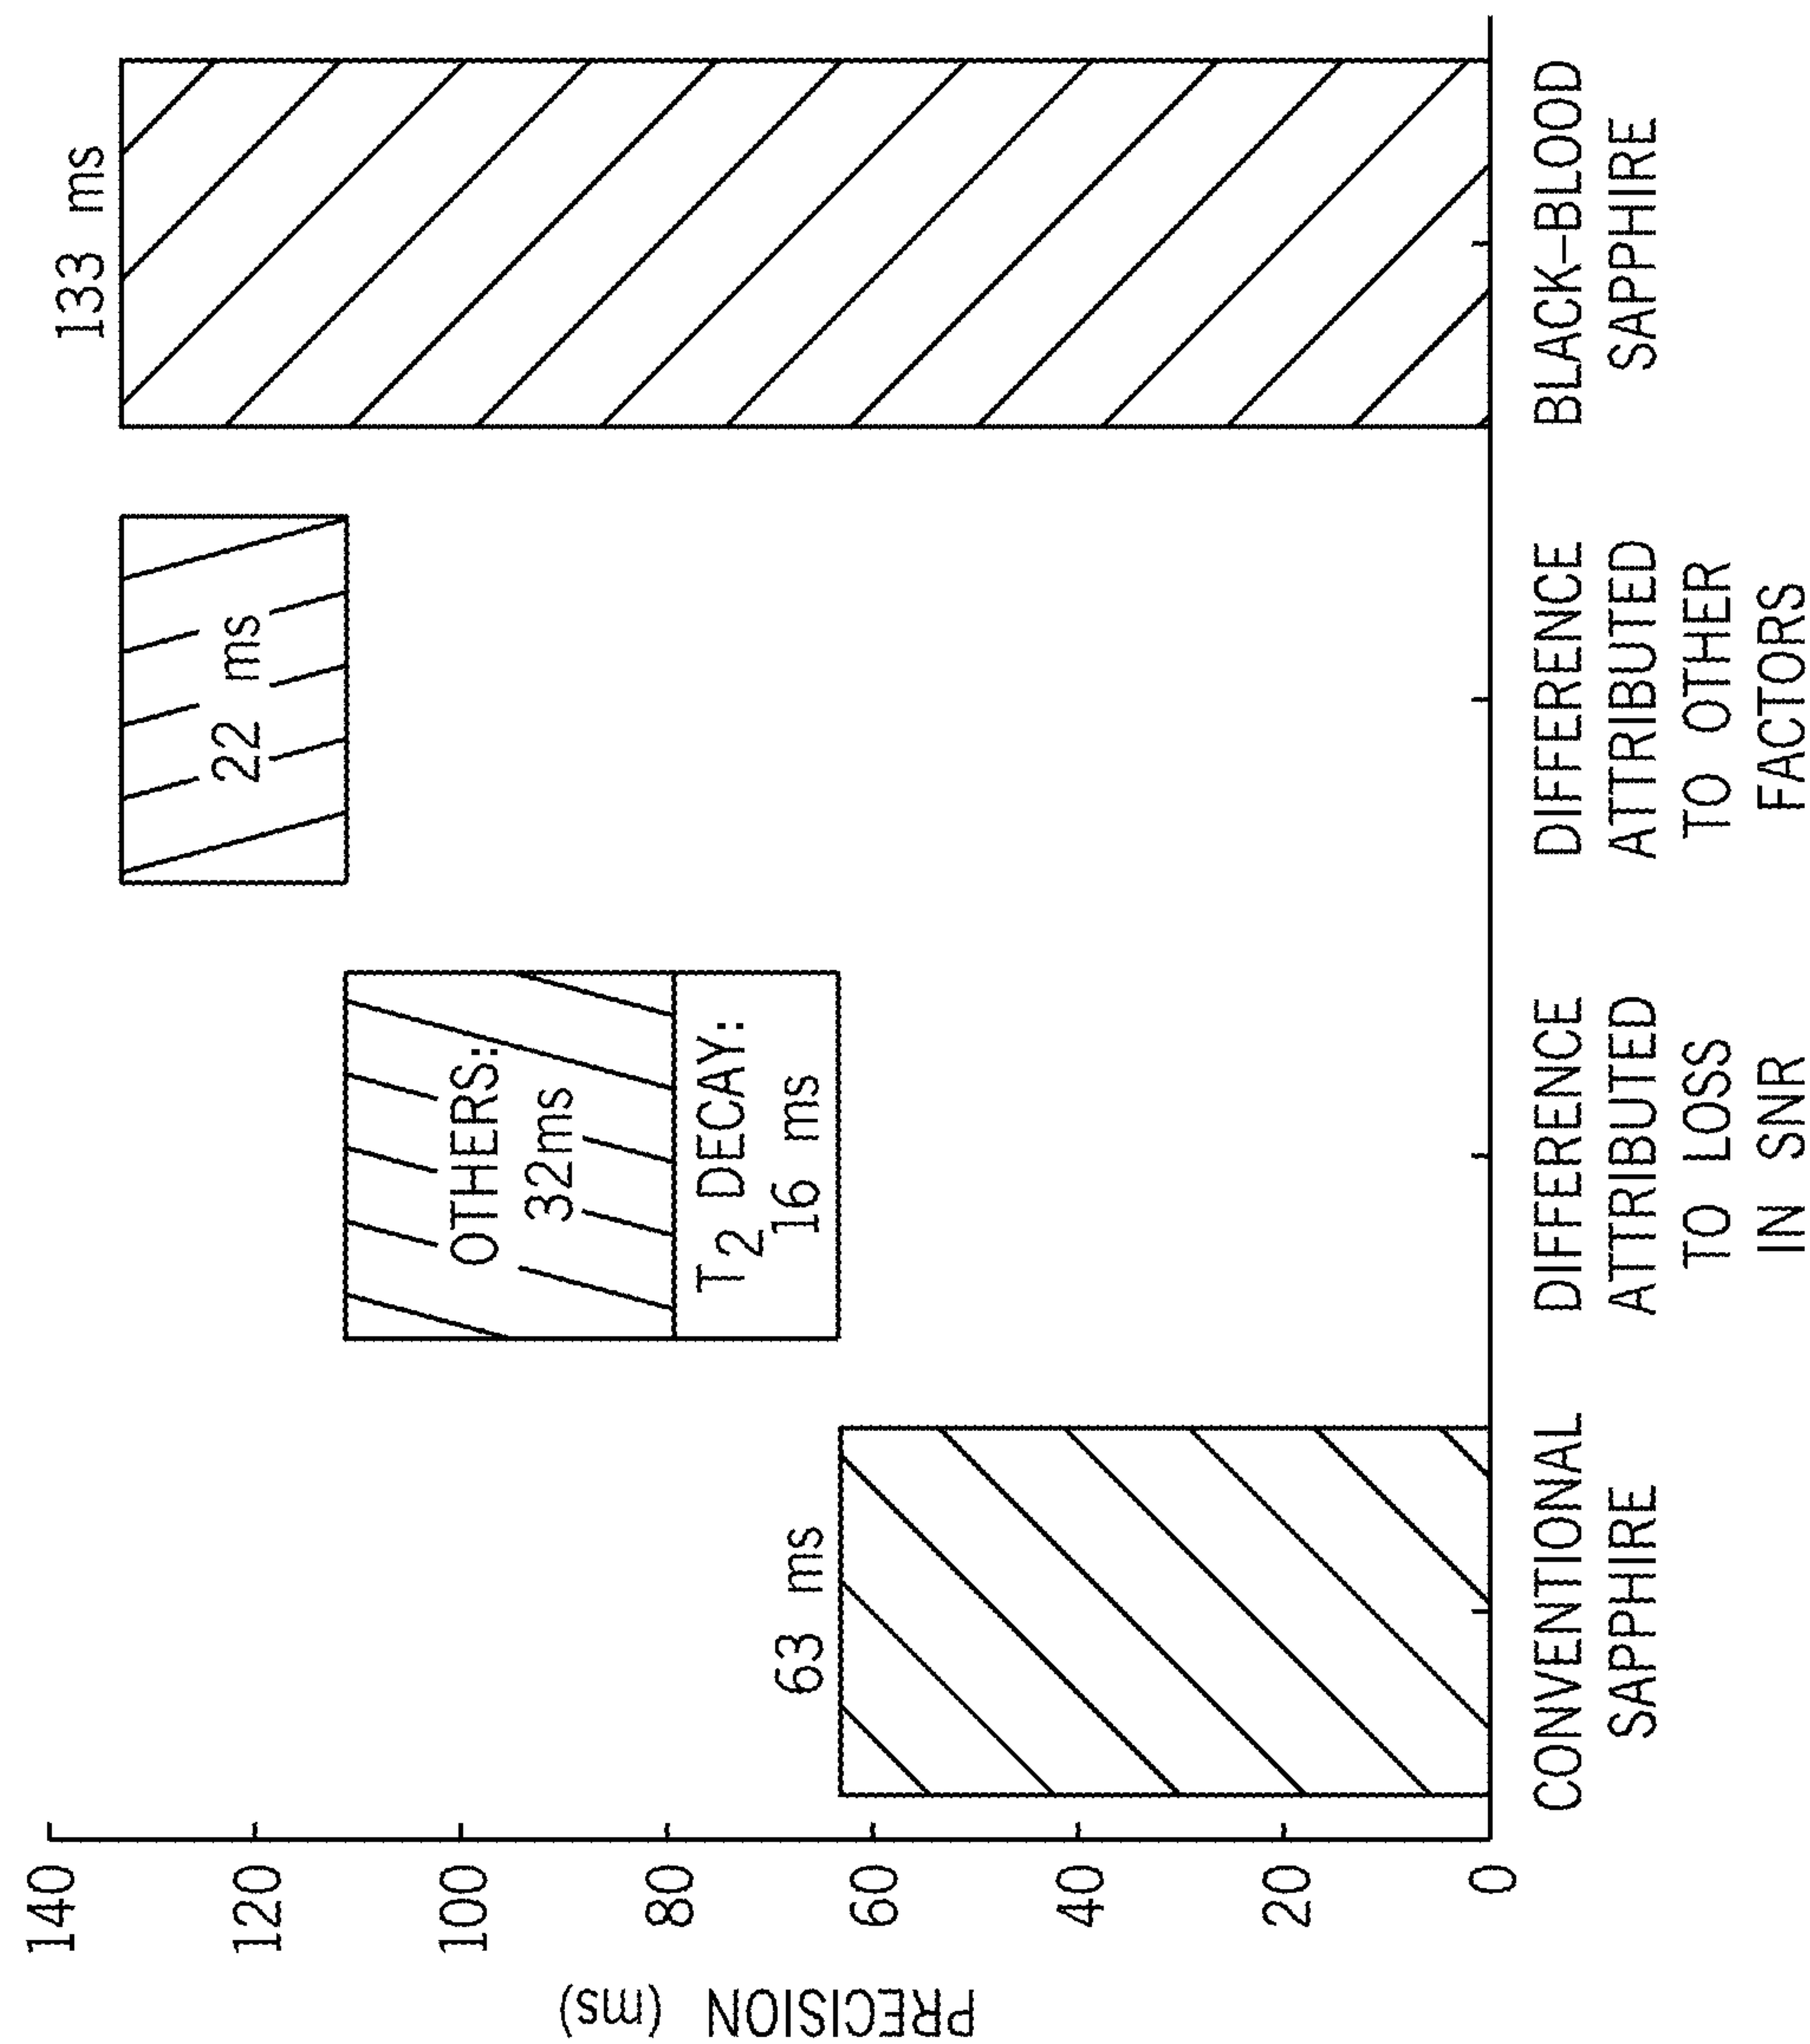 PRECISION (ms)
140
120
100
80
60
40
20
0
63 ms
OTHERS:
32ms
T2 DECAY:
16 ms
22 ms
133 ms
CONVENTIONAL
SAPPHIRE
DIFFERENCE
ATTRIBUTED
TO LOSS
IN SNR
DIFFERENCE
ATTRIBUTED
TO OTHER
FACTORS
BLACK-BLOOD
SAPPHIRE